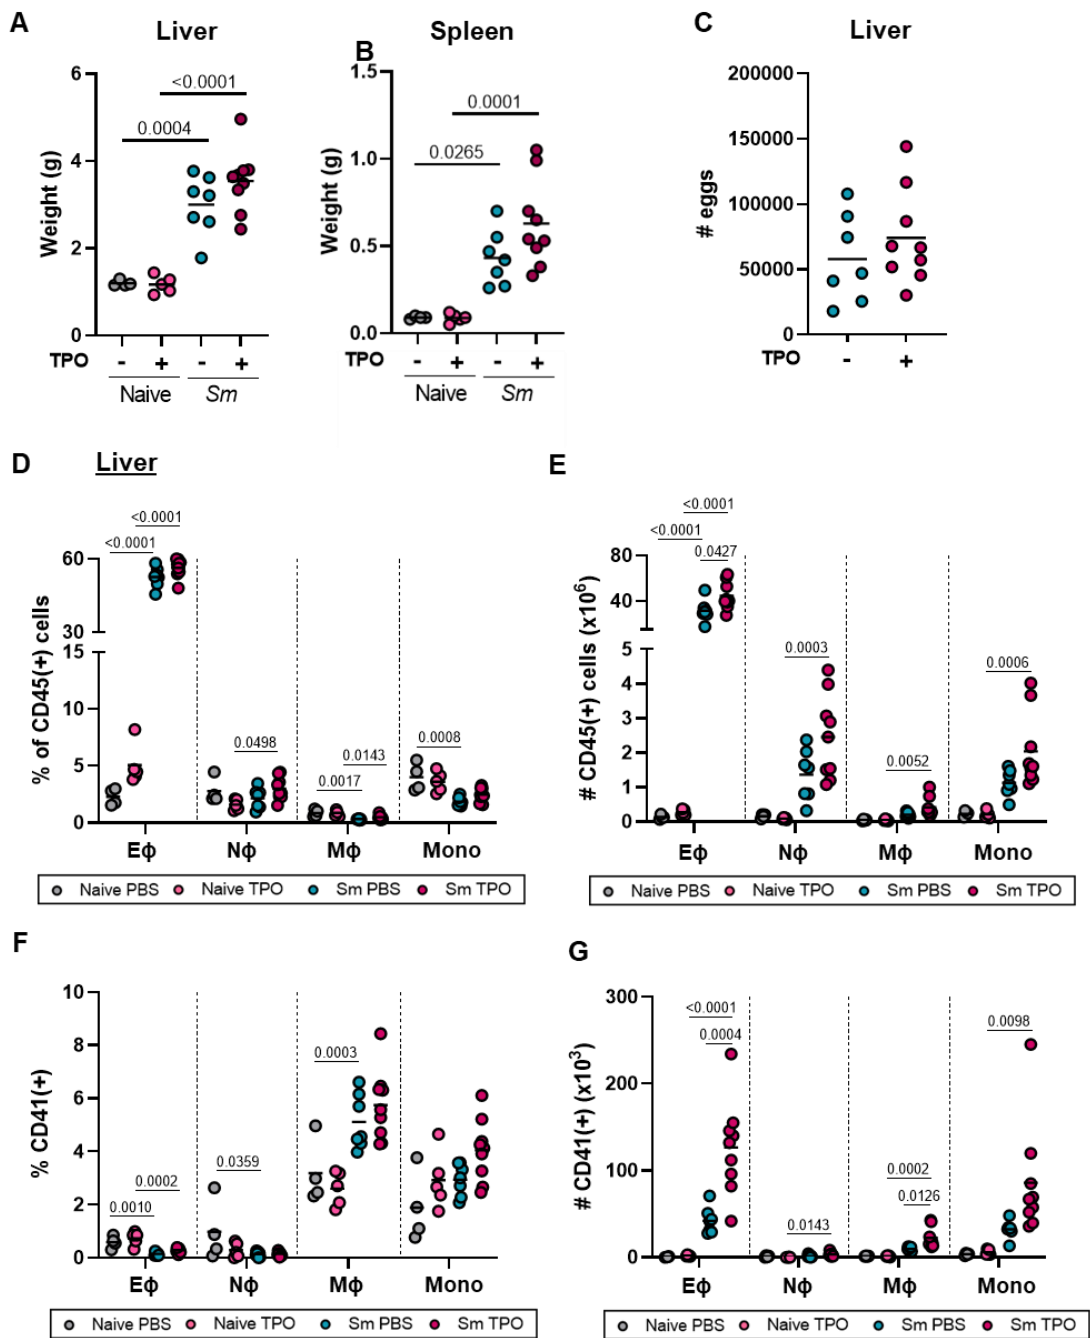 A
Liver
6
4
2
0
Weight (g)
<0.0001
0.0004
TPO - + - +
Naive Sm
B
Spleen
1.5
1.0
0.5
0.0
Weight (g)
0.0001
0.0265
TPO - + - +
Naive Sm
C
Liver
200000
150000
100000
50000
0
# eggs
TPO - +
D Liver
<0.0001
<0.0001
60
30
15
10
5
0
% of CD45(+) cells
0.0498
0.0143
0.0017
0.0008
Eϕ Nϕ Mϕ Mono
Naive PBS Naive TPO Sm PBS Sm TPO
E
<0.0001
<0.0001
0.0427
80
40
5
4
3
2
1
0
# CD45(+) cells (x10⁶)
0.0003
0.0052
0.0006
Eϕ Nϕ Mϕ Mono
Naive PBS Naive TPO Sm PBS Sm TPO
F
10
8
6
4
2
0
% CD41(+)
0.0002
0.0010
0.0359
0.0003
Eϕ Nϕ Mϕ Mono
Naive PBS Naive TPO Sm PBS Sm TPO
G
300
200
100
0
# CD41(+) (x10³)
<0.0001
0.0004
0.0143
0.0002
0.0126
0.0098
Eϕ Nϕ Mϕ Mono
Naive PBS Naive TPO Sm PBS Sm TPO